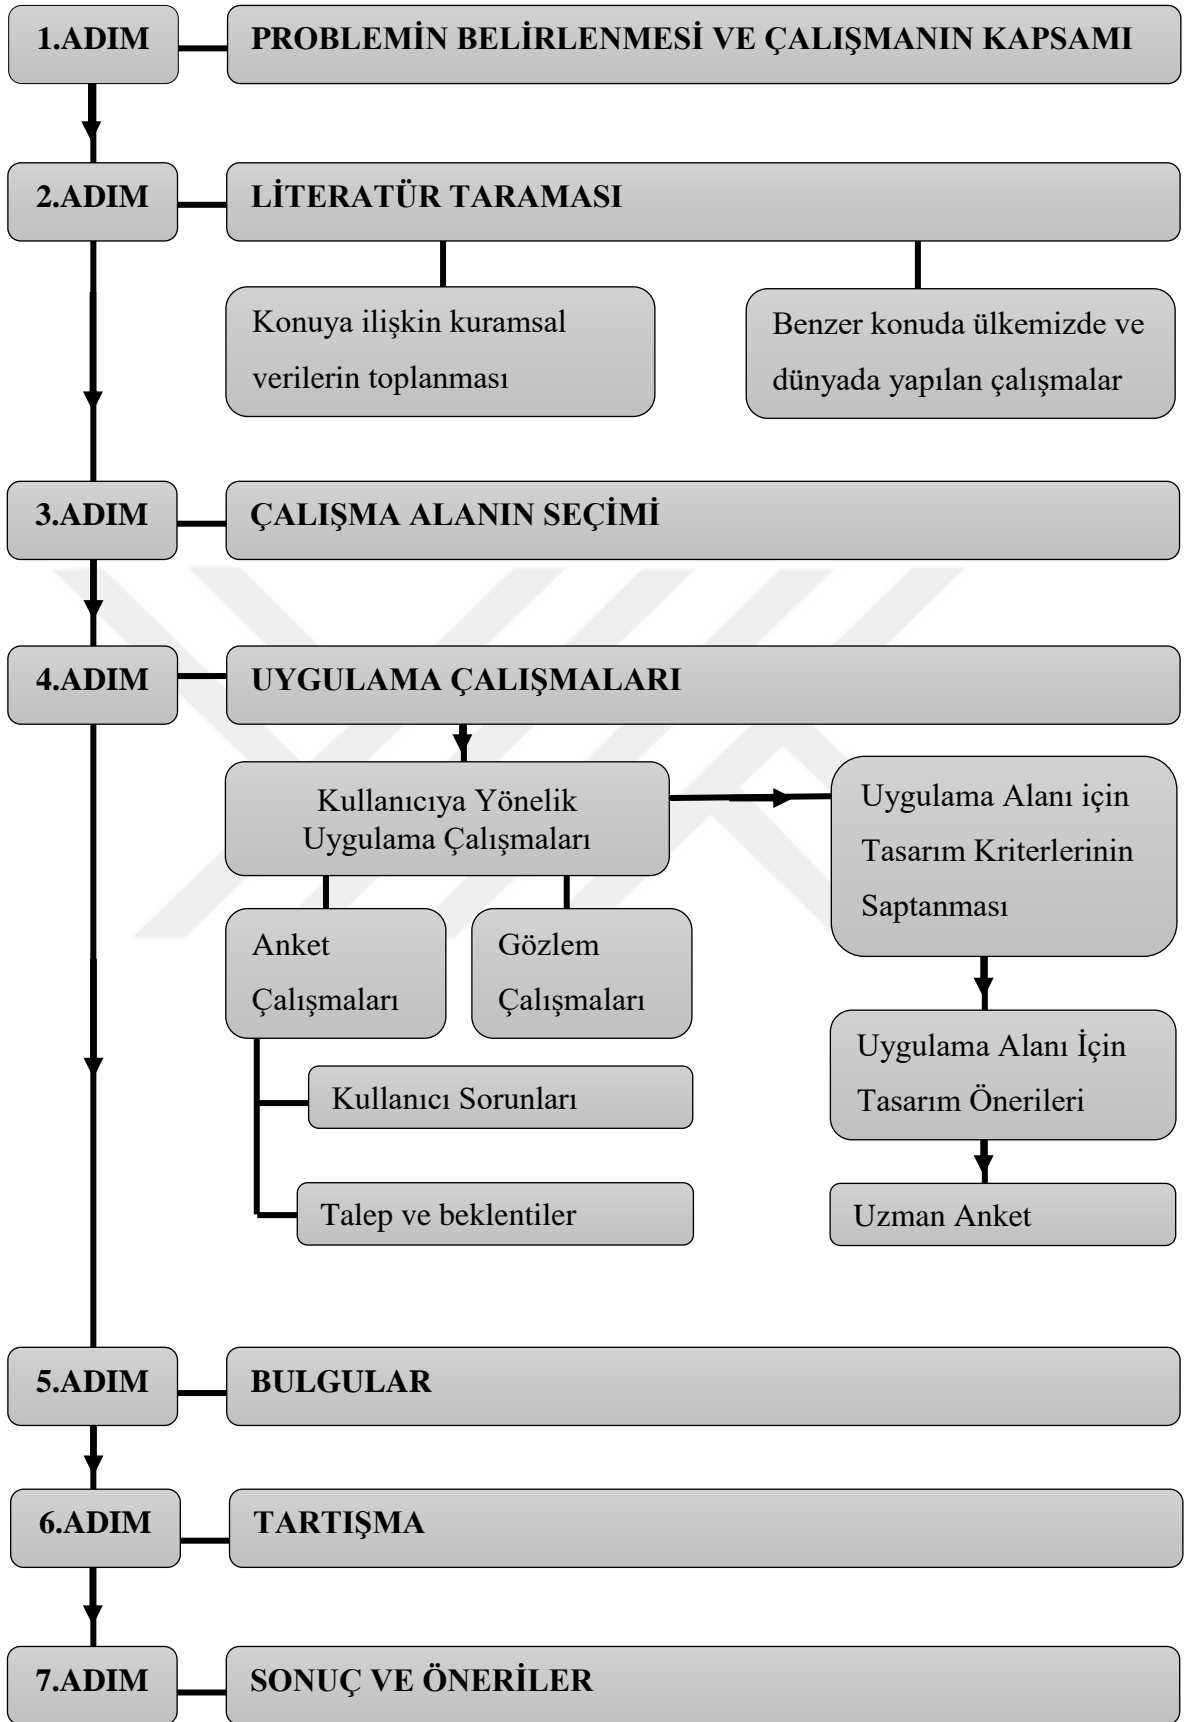 1.ADIM
PROBLEMİN BELİRLENMESİ VE ÇALIŞMANIN KAPSAMI
2.ADIM
LİTERATÜR TARAMASI
Konuya ilişkin kuramsal
verilerin toplanması
Benzer konuda ülkemizde ve
dünyada yapılan çalışmalar
3.ADIM
ÇALIŞMA ALANIN SEÇİMİ
4.ADIM
UYGULAMA ÇALIŞMALARI
Kullanıcıya Yönelik
Uygulama Çalışmaları
Uygulama Alanı için
Tasarım Kriterlerinin
Saptanması
Anket
Çalışmaları
Gözlem
Çalışmaları
Uygulama Alanı İçin
Tasarım Önerileri
Kullanıcı Sorunları
Talep ve beklentiler
Uzman Anket
5.ADIM
BULGULAR
6.ADIM
TARTIŞMA
7.ADIM
SONUÇ VE ÖNERİLER